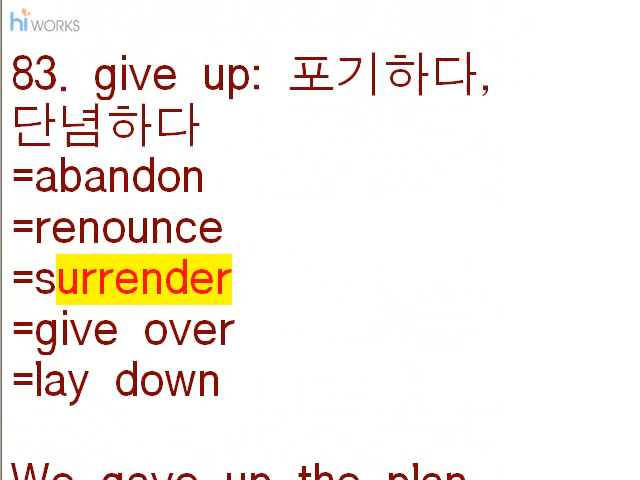 hiWORKS
83. give up: 포기하다,
단념하다
=abandon
=renounce
=surrender
=give over
=lay down
We gave up the plan